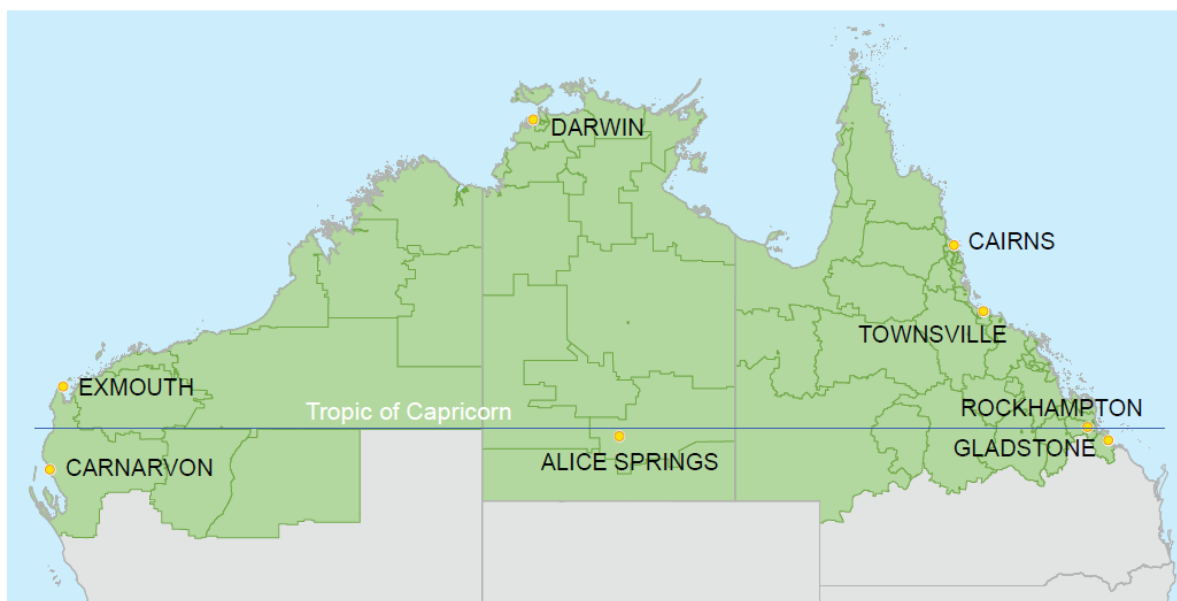 DARWIN
CAIRNS
TOWNSVILLE
EXMOUTH
Tropic of Capricorn
ROCKHAMPTON
GLADSTONE
ALICE SPRINGS
CARNARVON